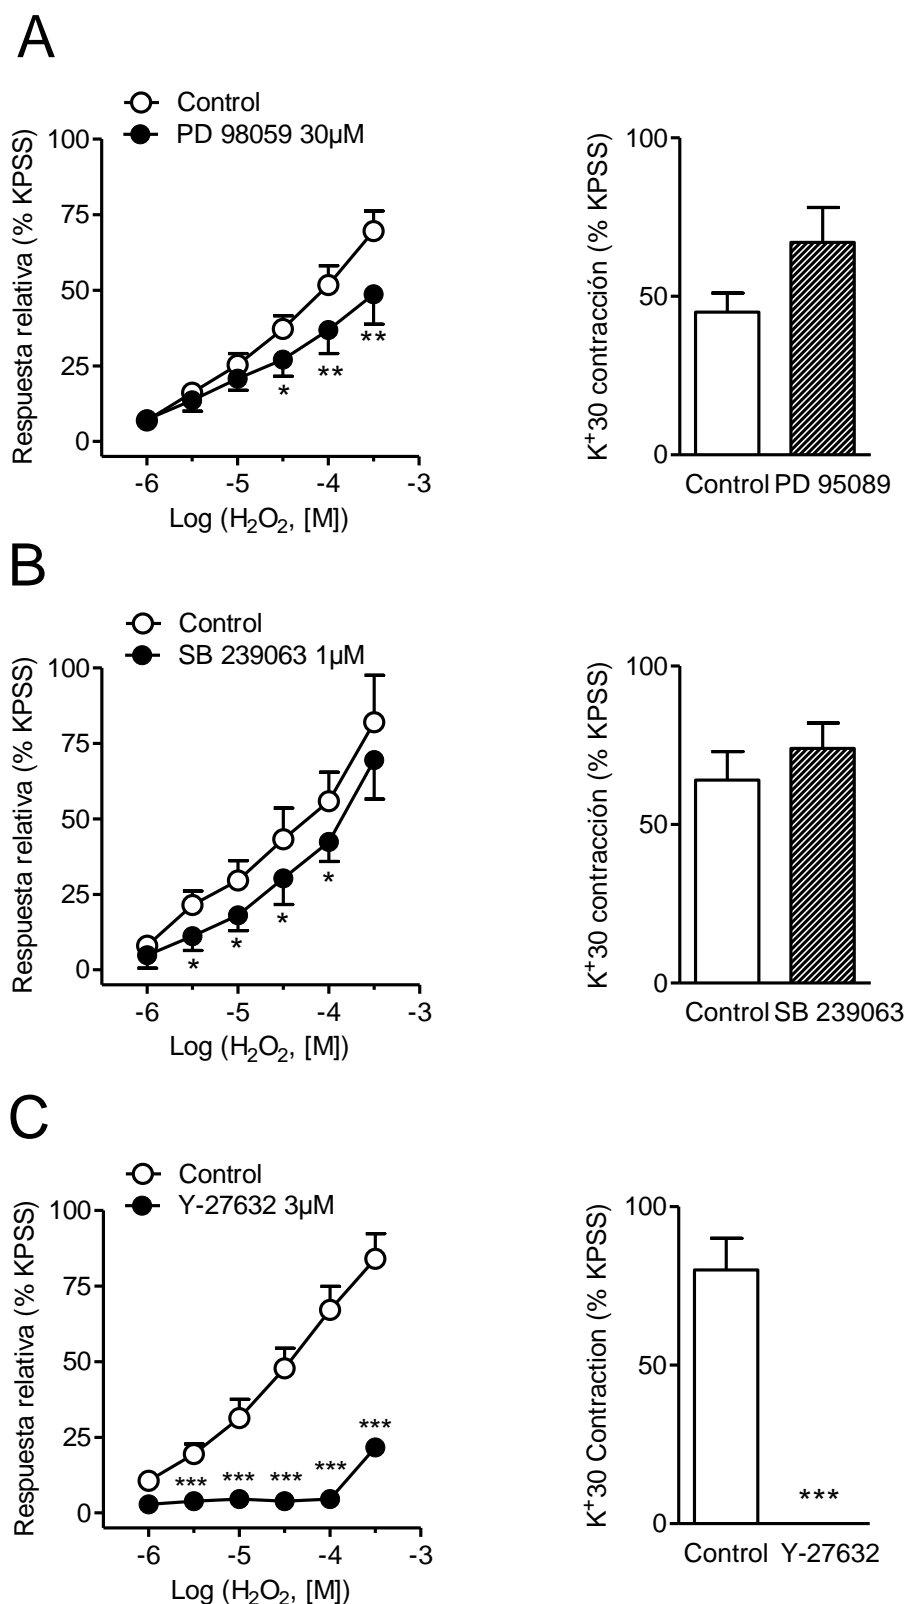 A
Control
PD 98059 30µM
Respuesta relativa (% KPSS)
100
75
50
25
0
-6
-5
-4
-3
Log (H₂O₂, [M])
*
**
**
K⁺30 contracción (% KPSS)
100
50
0
Control
PD 95089
B
Control
SB 239063 1µM
Respuesta relativa (% KPSS)
100
75
50
25
0
-6
-5
-4
-3
Log (H₂O₂, [M])
*
*
*
*
K⁺30 contracción (% KPSS)
100
50
0
Control
SB 239063
C
Control
Y-27632 3µM
Respuesta relativa (% KPSS)
100
75
50
25
0
-6
-5
-4
-3
Log (H₂O₂, [M])
***
***
***
***
***
K⁺30 Contraction (% KPSS)
100
50
0
***
Control
Y-27632